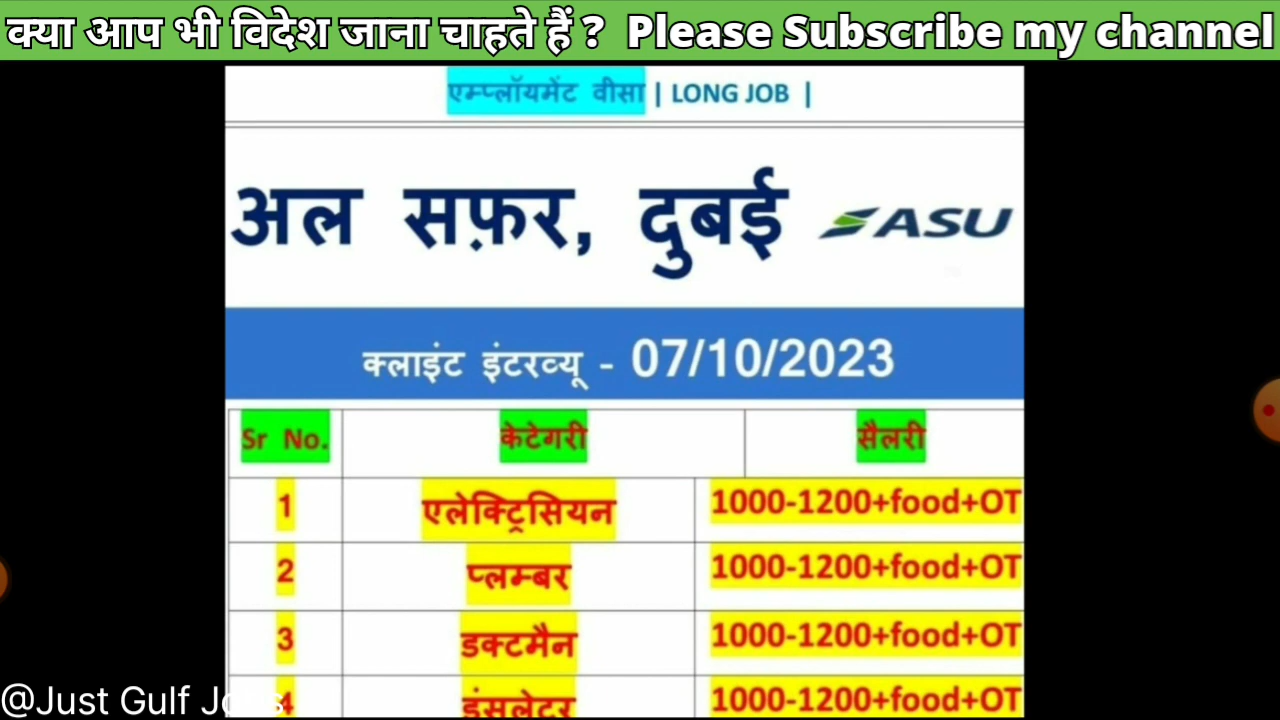 क्या आप भी विदेश जाना चाहते हैं ? Please Subscribe my channel
एम्प्लॉयमेंट वीसा | LONG JOB |
अल सफ़र, दुबई ASU
क्लाइंट इंटरव्यू - 07/10/2023
Sr No. केटेगरी सैलरी
1 एलेक्ट्रिसियन 1000-1200+food+OT
2 प्लम्बर 1000-1200+food+OT
3 डक्टमैन 1000-1200+food+OT
4 इंसुलेटर 1000-1200+food+OT
@Just Gulf Jobs